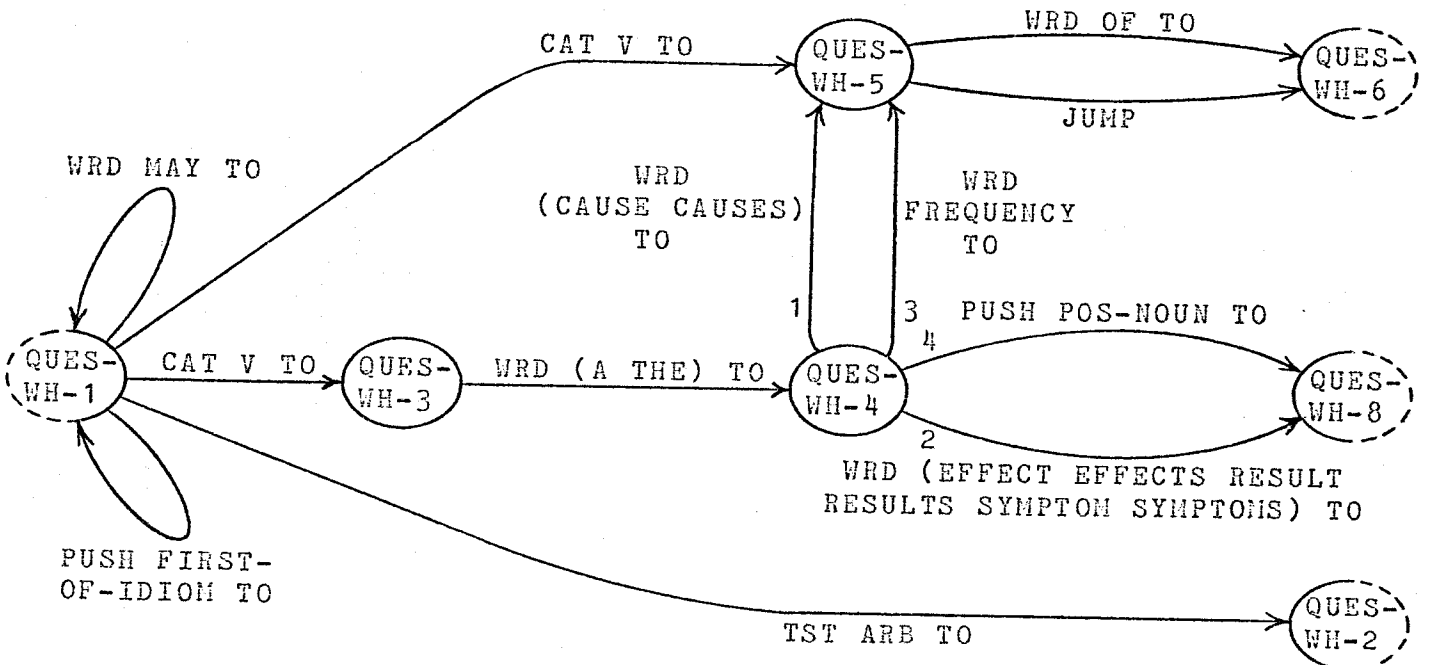 WRD OF TO
CAT V TO
QUES-
WH-5
QUES-
WH-6
JUMP
WRD MAY TO
WRD
(CAUSE CAUSES)
TO
WRD
FREQUENCY
TO
1
3
PUSH POS-NOUN TO
4
QUES-
WH-1
CAT V TO
QUES-
WH-3
WRD (A THE) TO
QUES-
WH-4
QUES-
WH-8
2
WRD (EFFECT EFFECTS RESULT
RESULTS SYMPTOM SYMPTOMS) TO
PUSH FIRST-
OF-IDIOM TO
TST ARB TO
QUES-
WH-2